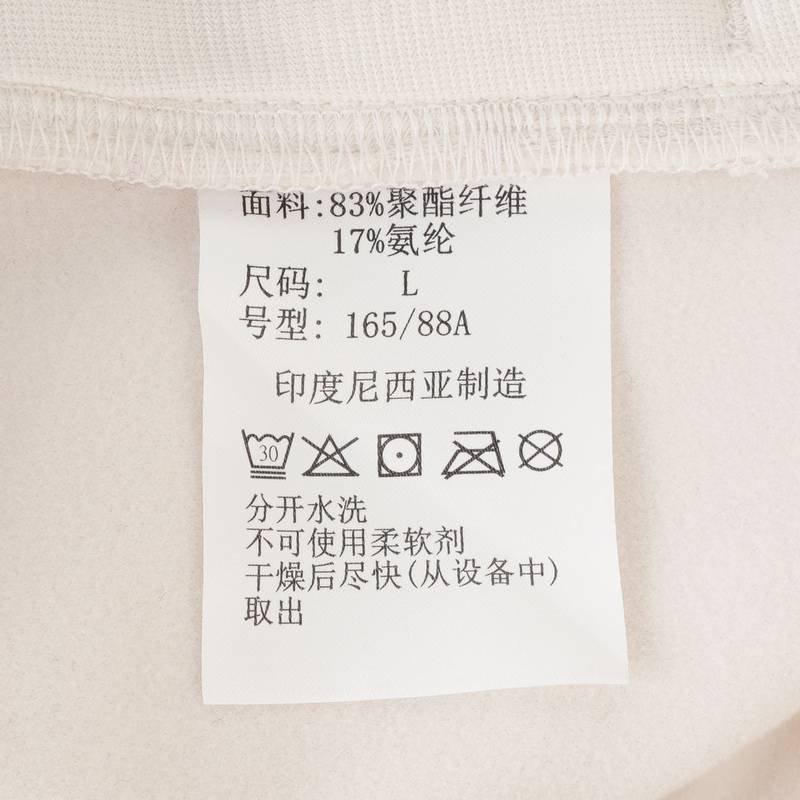 面料:83%聚酯纤维
17%氨纶
尺码: L
号型: 165/88A
印度尼西亚制造
30
分开水洗
不可使用柔软剂
干燥后尽快(从设备中)
取出